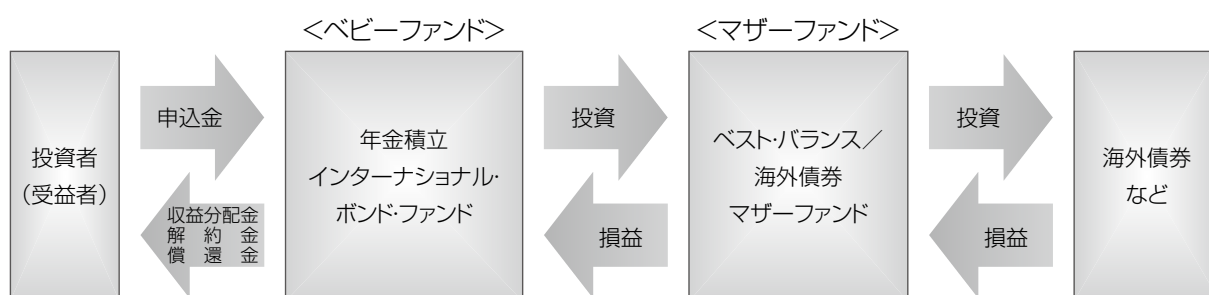 ＜ベビーファンド＞
＜マザーファンド＞
投資者
（受益者）
申込金
収益分配金
解約金
償還金
年金積立
インターナショナル・
ボンド・ファンド
投資
損益
ベスト・バランス／
海外債券
マザーファンド
投資
損益
海外債券
など